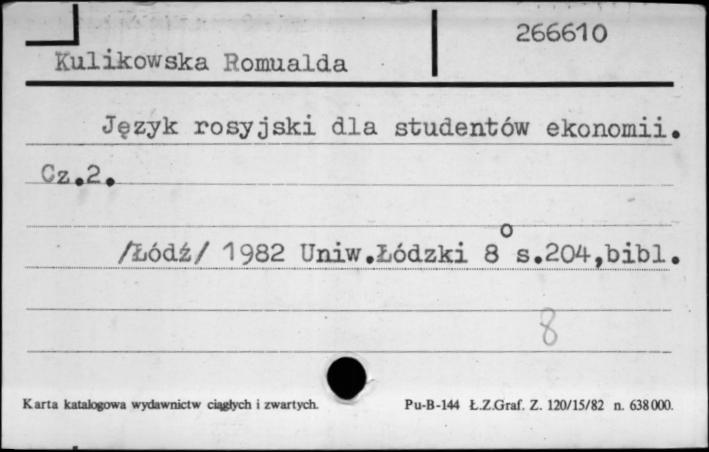 266610
Kulikowska Romualda
Język rosyjski dla studentów ekonomii.
Cz.2.
/Łódź/ 1982 Uniw.Łódzki 8° s.204,bibl.
8
Karta katalogowa wydawnictw ciągłych i zwartych. Pu-B-144 Ł.Z.Graf. Z. 120/15/82 n. 638000.